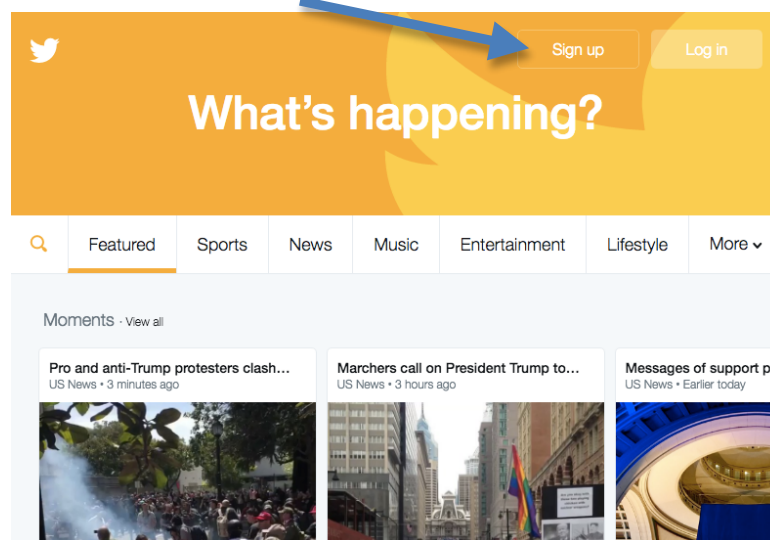 Sign up
Log in
What's happening?
Featured
Sports
News
Music
Entertainment
Lifestyle
More
Moments · View all
Pro and anti-Trump protesters clash...
US News • 3 minutes ago
Marchers call on President Trump to...
US News • 3 hours ago
Messages of support p
US News • Earlier today